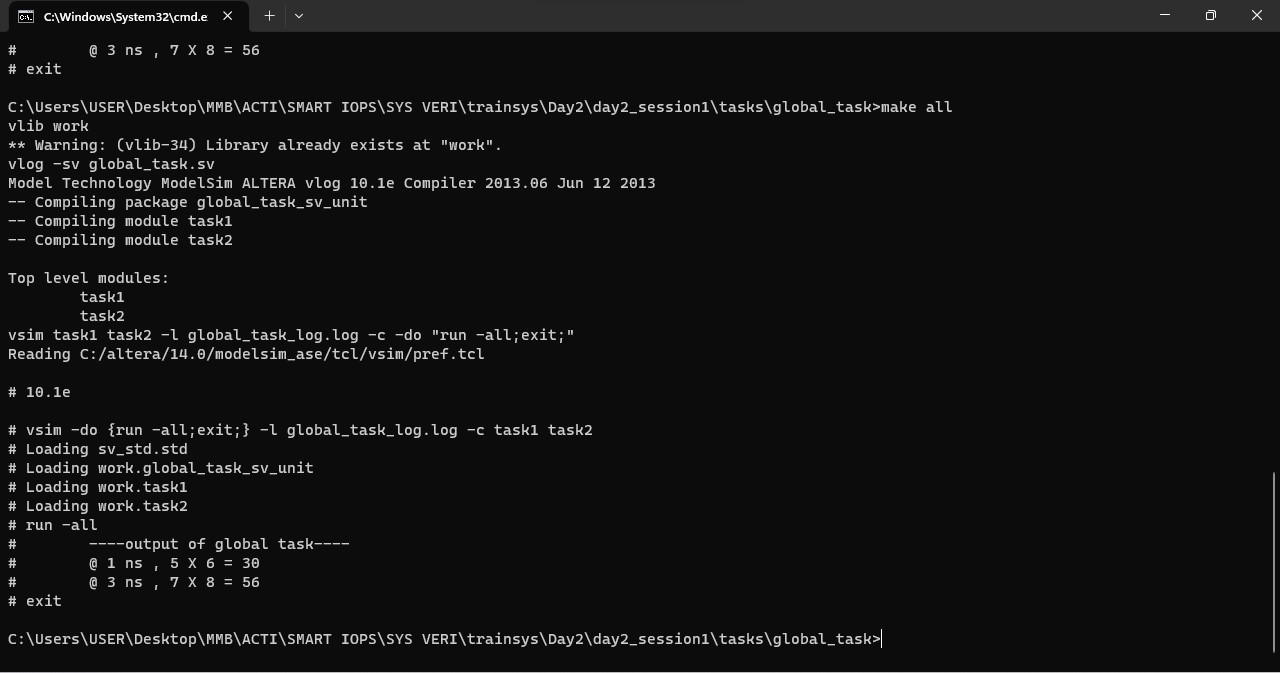 C:\Windows\System32\cmd.e
#        @ 3 ns , 7 X 8 = 56
# exit
C:\Users\USER\Desktop\MMB\ACTI\SMART IOPS\SYS VERI\trainsys\Day2\day2_session1\tasks\global_task>make all
vlib work
** Warning: (vlib-34) Library already exists at "work".
vlog -sv global_task.sv
Model Technology ModelSim ALTERA vlog 10.1e Compiler 2013.06 Jun 12 2013
-- Compiling package global_task_sv_unit
-- Compiling module task1
-- Compiling module task2
Top level modules:
        task1
        task2
vsim task1 task2 -l global_task_log.log -c -do "run -all;exit;"
Reading C:/altera/14.0/modelsim_ase/tcl/vsim/pref.tcl
# 10.1e
# vsim -do {run -all;exit;} -l global_task_log.log -c task1 task2
# Loading sv_std.std
# Loading work.global_task_sv_unit
# Loading work.task1
# Loading work.task2
# run -all
#        ----output of global task----
#        @ 1 ns , 5 X 6 = 30
#        @ 3 ns , 7 X 8 = 56
# exit
C:\Users\USER\Desktop\MMB\ACTI\SMART IOPS\SYS VERI\trainsys\Day2\day2_session1\tasks\global_task>